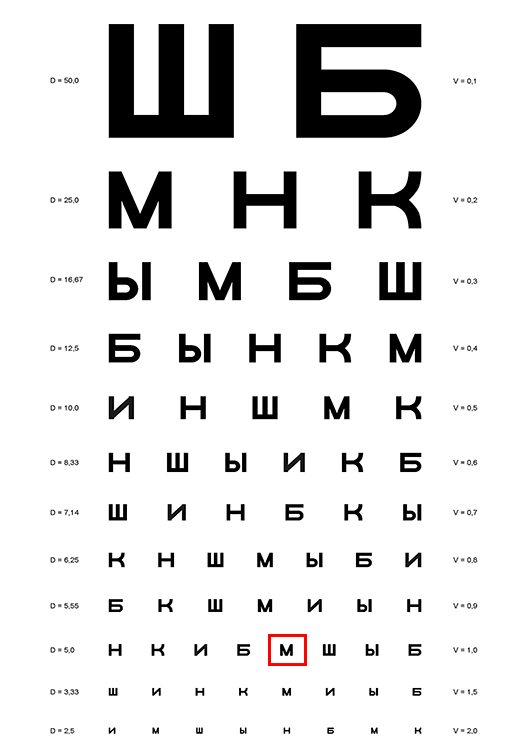 D = 50,0 Ш Б V = 0,1
D = 25,0 М Н К V = 0,2
D = 16,67 Ы М Б Ш V = 0,3
D = 12,5 Б Ы Н К М V = 0,4
D = 10,0 И Н Ш М К V = 0,5
D = 8,33 Н Ш Ы И К Б V = 0,6
D = 7,14 Ш И Н Б К Ы V = 0,7
D = 6,25 К Н Ш М Ы Б И V = 0,8
D = 5,55 Б К Ш М И Ы Н V = 0,9
D = 5,0 Н К И Б М Ш Ы Б V = 1,0
D = 3,33 Ш И Н К М И Ы Б V = 1,5
D = 2,5 И М Ш Ы Н Б М К V = 2,0